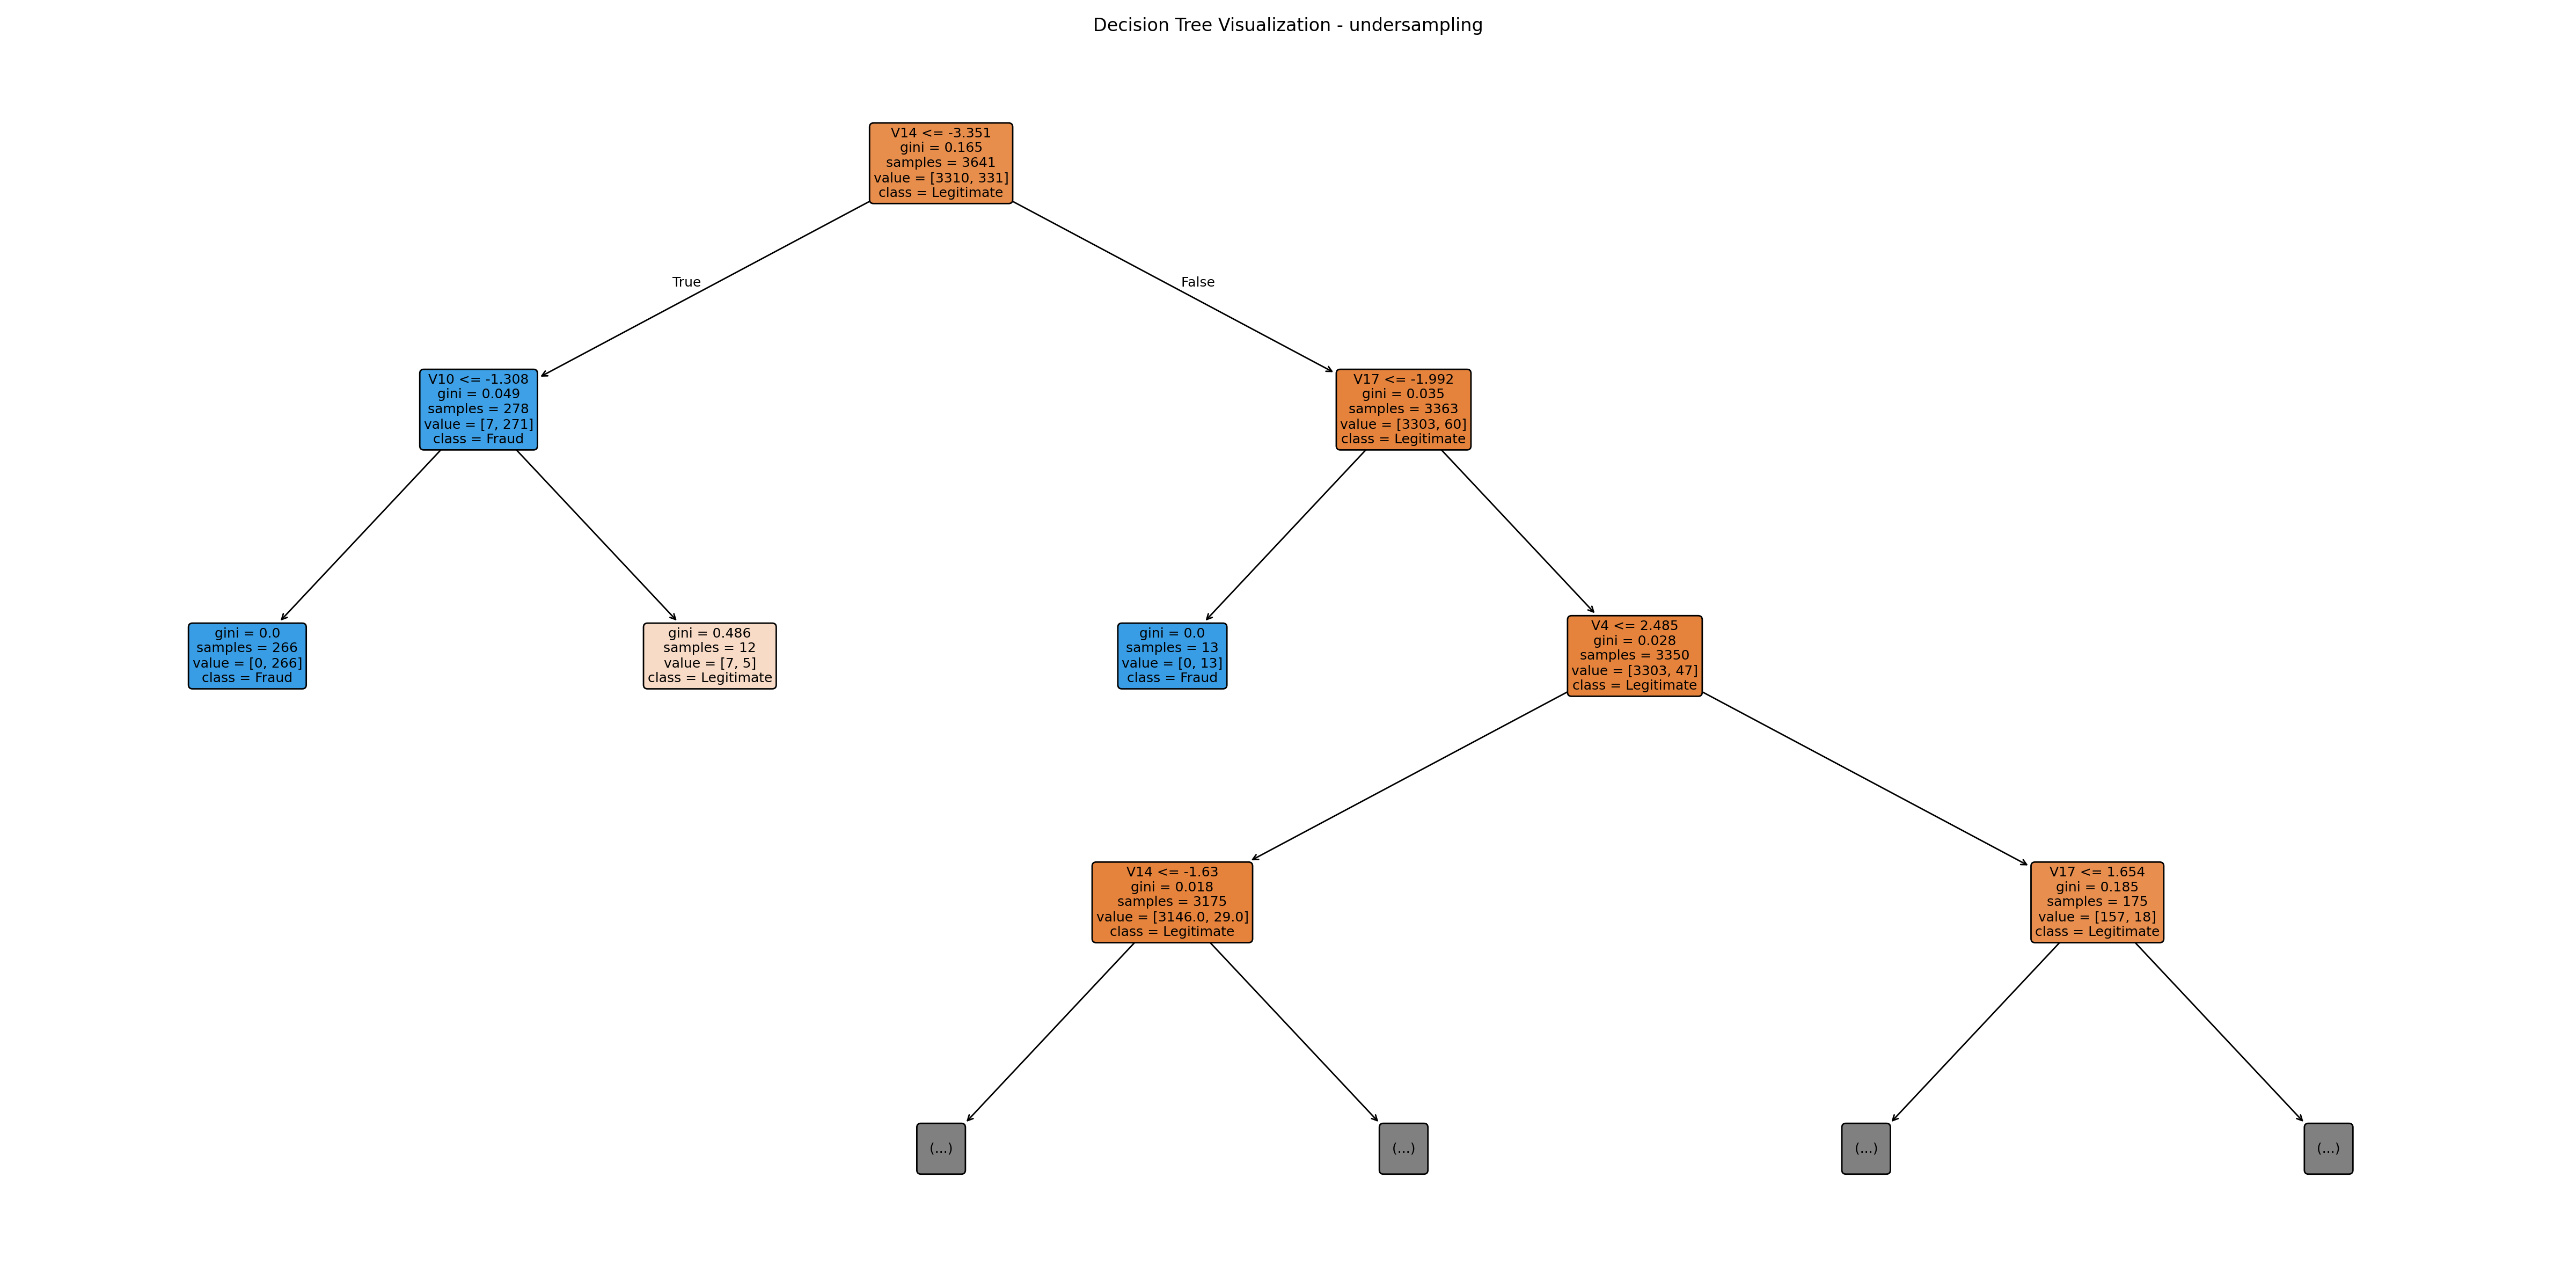 Decision Tree Visualization - undersampling
V14 <= -3.351
gini = 0.165
samples = 3641
value = [3310, 331]
class = Legitimate
True
False
V10 <= -1.308
gini = 0.049
samples = 278
value = [7, 271]
class = Fraud
V17 <= -1.992
gini = 0.035
samples = 3363
value = [3303, 60]
class = Legitimate
gini = 0.0
samples = 266
value = [0, 266]
class = Fraud
gini = 0.486
samples = 12
value = [7, 5]
class = Legitimate
gini = 0.0
samples = 13
value = [0, 13]
class = Fraud
V4 <= 2.485
gini = 0.028
samples = 3350
value = [3303, 47]
class = Legitimate
V14 <= -1.63
gini = 0.018
samples = 3175
value = [3146.0, 29.0]
class = Legitimate
V17 <= 1.654
gini = 0.185
samples = 175
value = [157, 18]
class = Legitimate
(...)
(...)
(...)
(...)